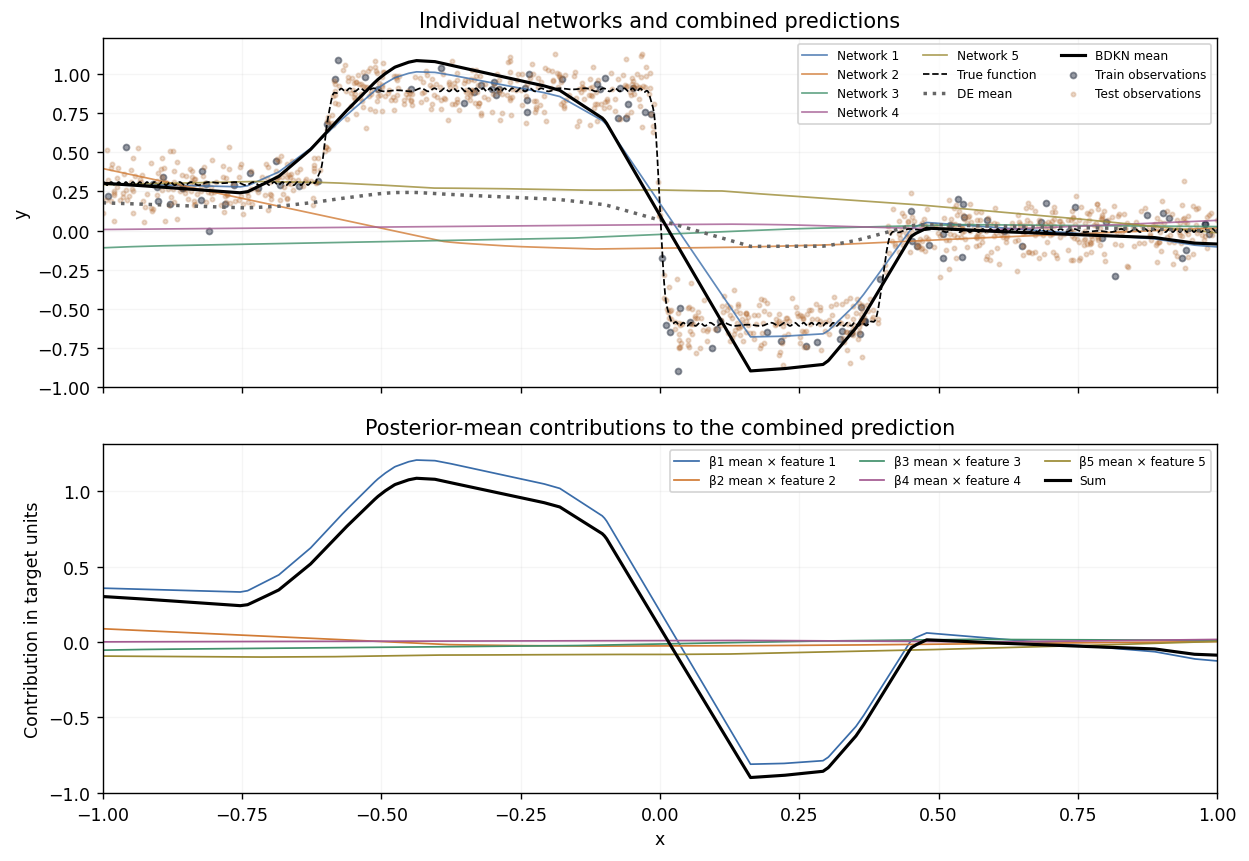 Individual networks and combined predictions
Network 1
Network 2
Network 3
Network 4
Network 5
True function
DE mean
BDKN mean
Train observations
Test observations
y
1.00
0.75
0.50
0.25
0.00
−0.25
−0.50
−0.75
−1.00
Posterior-mean contributions to the combined prediction
β1 mean × feature 1
β2 mean × feature 2
β3 mean × feature 3
β4 mean × feature 4
β5 mean × feature 5
Sum
Contribution in target units
1.0
0.5
0.0
−0.5
−1.0
−1.00
−0.75
−0.50
−0.25
0.00
0.25
0.50
0.75
1.00
x